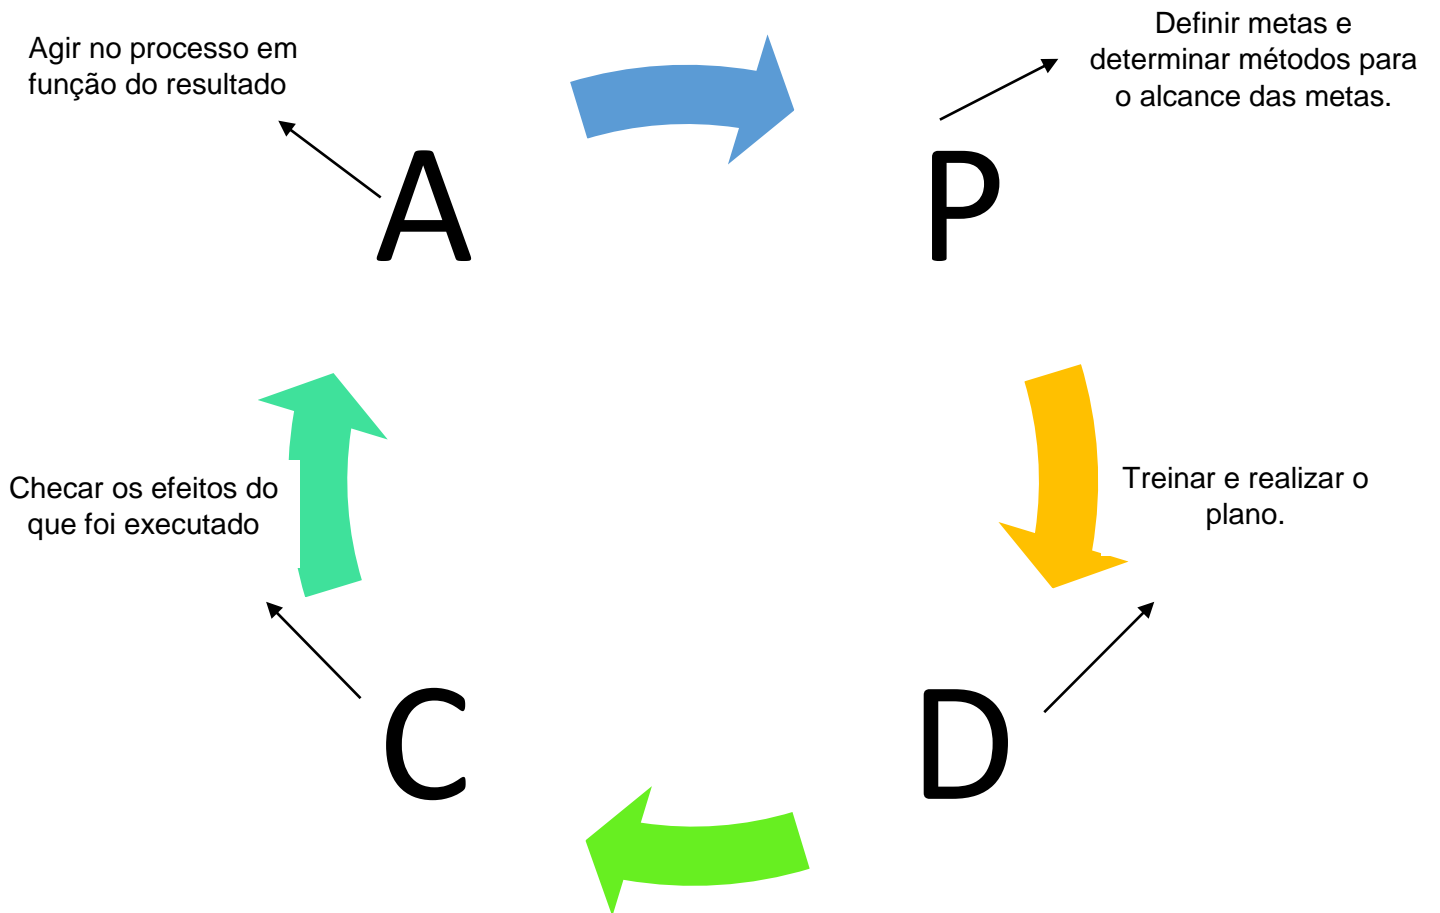 Agir no processo em
função do resultado
Definir metas e
determinar métodos para
o alcance das metas.
A
P
Checar os efeitos do
que foi executado
Treinar e realizar o
plano.
C
D